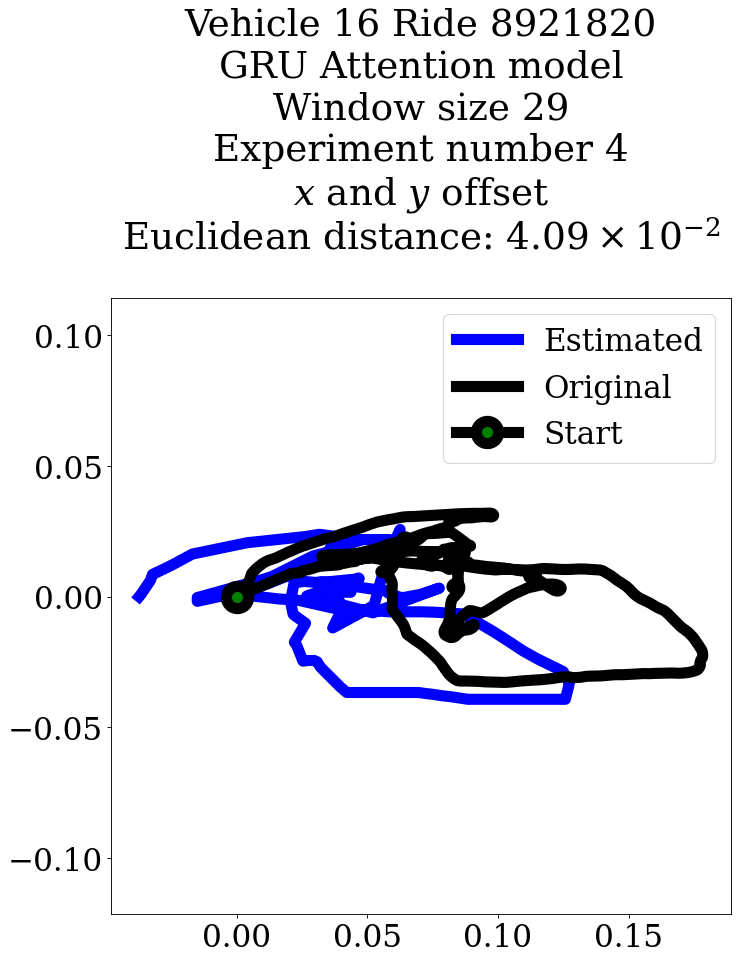 Vehicle 16 Ride 8921820
GRU Attention model
Window size 29
Experiment number 4
x and y offset
Euclidean distance: 4.09 × 10⁻²
Estimated
Original
Start
0.10
0.05
0.00
−0.05
−0.10
0.00 0.05 0.10 0.15